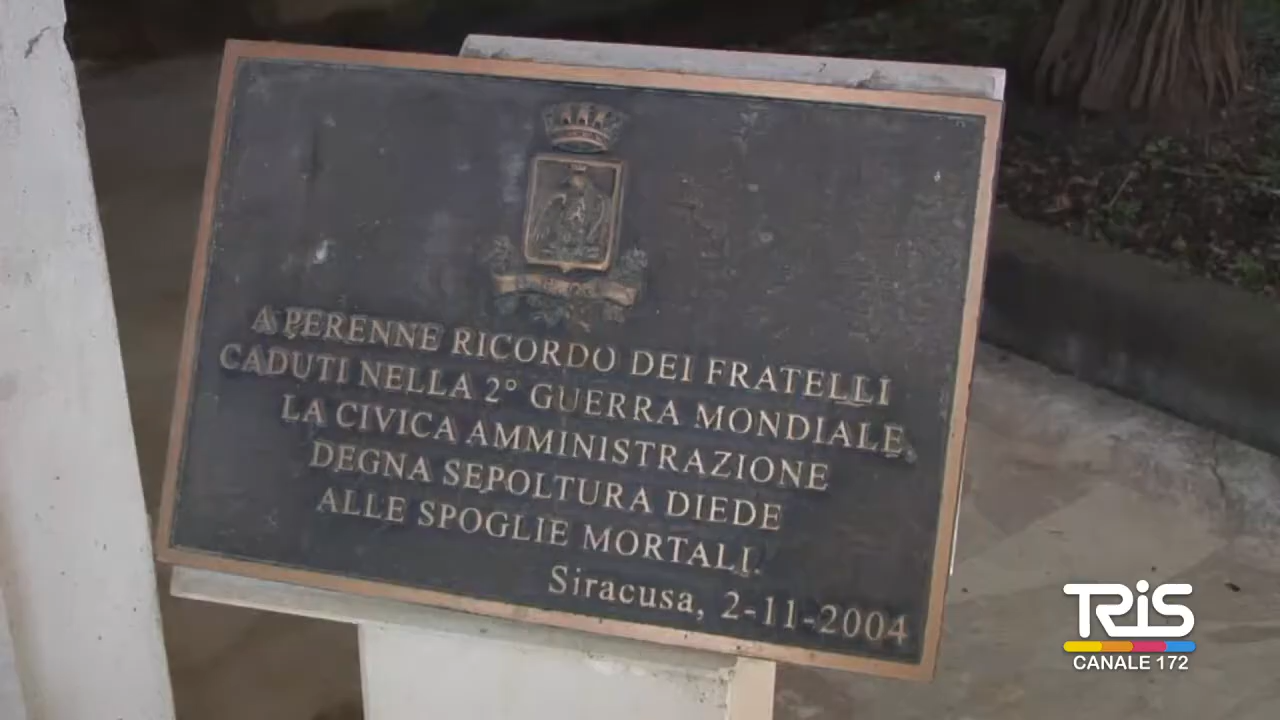 A PERENNE RICORDO DEI FRATELLI
CADUTI NELLA 2° GUERRA MONDIALE,
LA CIVICA AMMINISTRAZIONE
DEGNA SEPOLTURA DIEDE
ALLE SPOGLIE MORTALI.
Siracusa, 2-11-2004
TRIS
CANALE 172